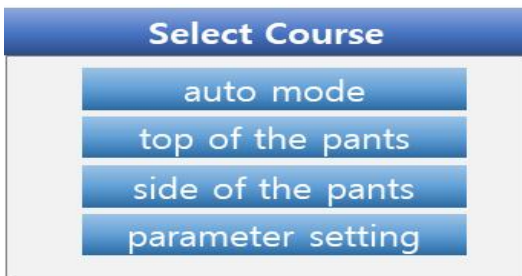 Select Course
auto mode
top of the pants
side of the pants
parameter setting